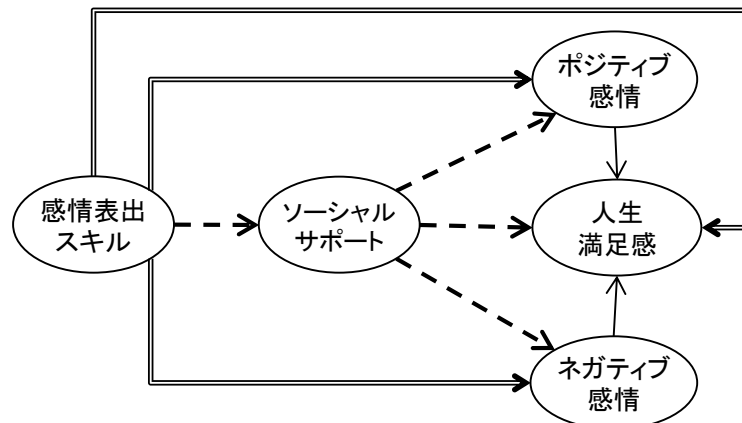 ポジティブ
感情
感情表出
スキル
ソーシャル
サポート
人生
満足感
ネガティブ
感情